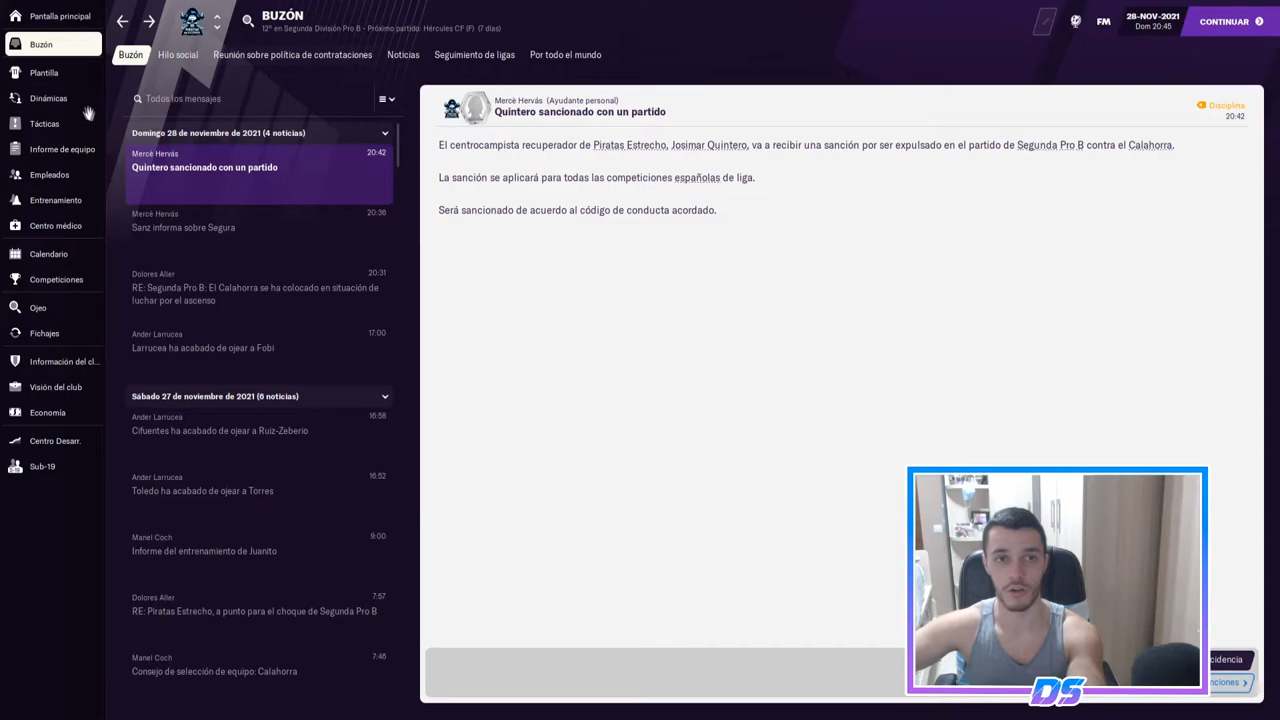 Pantalla principal
Buzón
Plantilla
Dinámicas
Tácticas
Informe de equipo
Empleados
Entrenamiento
Centro médico
Calendario
Competiciones
Ojeo
Fichajes
Información del cl...
Visión del club
Economía
Centro Desarr.
Sub-19
BUZÓN
12º en Segunda División Pro B - Próximo partido: Hércules CF (F) (7 días)
FM
28-NOV-2021
Dom 20:45
CONTINUAR
Buzón Hilo social Reunión sobre política de contrataciones Noticias Seguimiento de ligas Por todo el mundo
Todos los mensajes
Domingo 28 de noviembre de 2021 (4 noticias)
Mercè Hervás 20:42
Quintero sancionado con un partido
Mercè Hervás 20:36
Sanz informa sobre Segura
Dolores Aller 20:31
RE: Segunda Pro B: El Calahorra se ha colocado en situación de
luchar por el ascenso
Ander Larrucea 17:00
Larrucea ha acabado de ojear a Fobi
Sábado 27 de noviembre de 2021 (6 noticias)
Ander Larrucea 16:58
Cifuentes ha acabado de ojear a Ruiz-Zeberio
Ander Larrucea 16:52
Toledo ha acabado de ojear a Torres
Manel Coch 9:00
Informe del entrenamiento de Juanito
Dolores Aller 7:57
RE: Piratas Estrecho, a punto para el choque de Segunda Pro B
Manel Coch 7:46
Consejo de selección de equipo: Calahorra
Mercè Hervás (Ayudante personal)
Quintero sancionado con un partido
Disciplina
20:42
El centrocampista recuperador de Piratas Estrecho, Josimar Quintero, va a recibir una sanción por ser expulsado en el partido de Segunda Pro B contra el Calahorra.
La sanción se aplicará para todas las competiciones españolas de liga.
Será sancionado de acuerdo al código de conducta acordado.
cidencia
nciones
DS